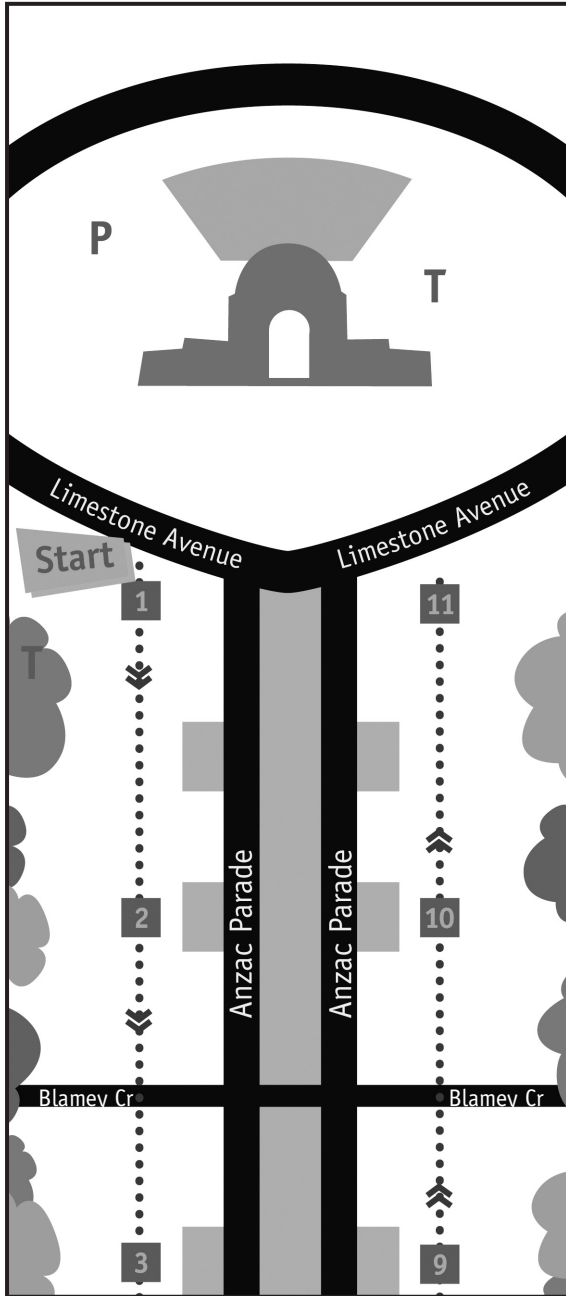 P
T
Limestone Avenue
Limestone Avenue
Start
1
11
T
Anzac Parade
Anzac Parade
2
10
Blamey Cr
Blamey Cr
3
9